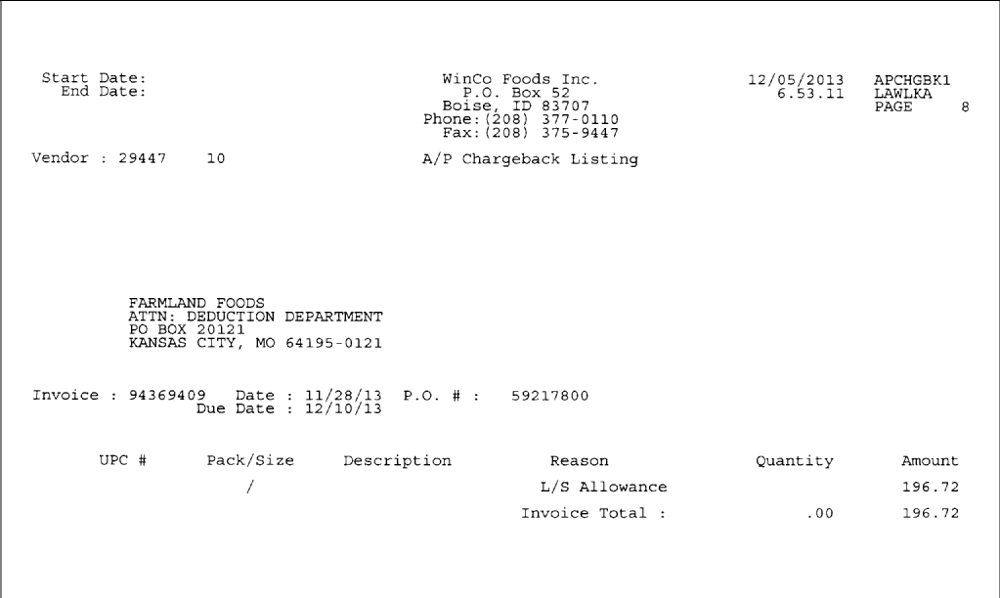 Start Date: WinCo Foods Inc. 12/05/2013 APCHGBK1
End Date: P.O. Box 52 6.53.11 LAWLKA
Boise, ID 83707 PAGE 8
Phone:(208) 377-0110
Fax:(208) 375-9447
Vendor : 29447 10 A/P Chargeback Listing
FARMLAND FOODS
ATTN: DEDUCTION DEPARTMENT
PO BOX 20121
KANSAS CITY, MO 64195-0121
Invoice : 94369409 Date : 11/28/13 P.O. # : 59217800
Due Date : 12/10/13
UPC # Pack/Size Description Reason Quantity Amount
/ L/S Allowance 196.72
Invoice Total : .00 196.72